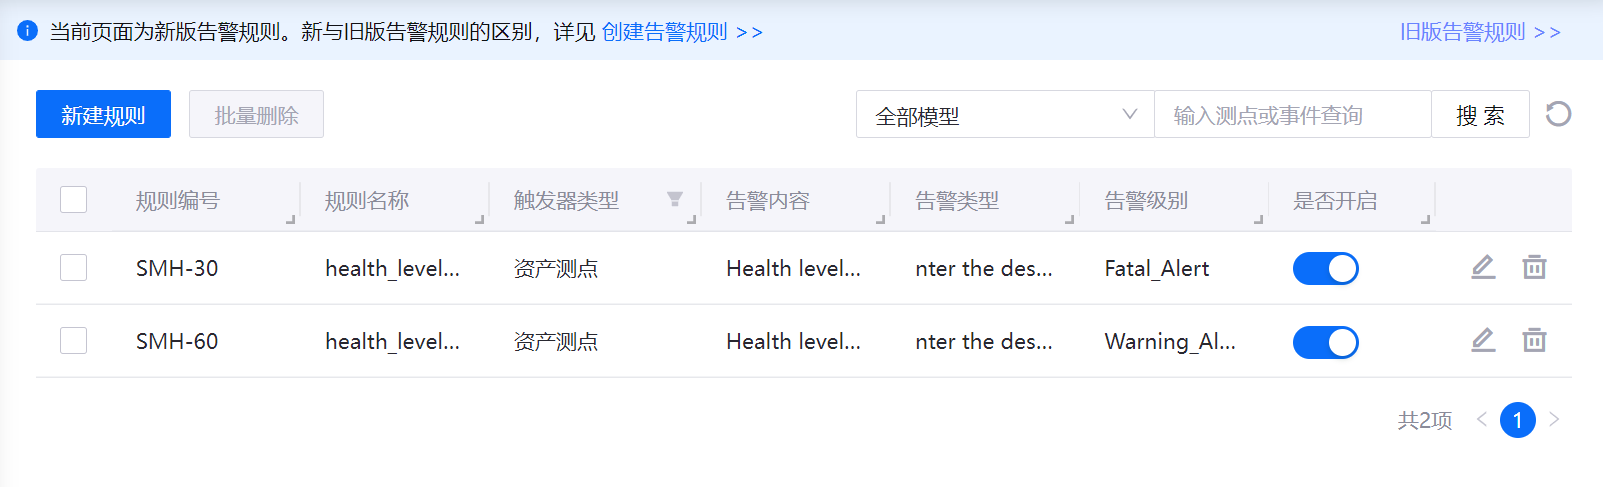 当前页面为新版告警规则。新与旧版告警规则的区别，详见 创建告警规则 >> 旧版告警规则 >>
新建规则 批量删除 全部模型 输入测点或事件查询 搜 索
规则编号 规则名称 触发器类型 告警内容 告警类型 告警级别 是否开启
SMH-30 health_level... 资产测点 Health level... nter the des... Fatal_Alert
SMH-60 health_level... 资产测点 Health level... nter the des... Warning_Al...
共2项 < 1 >